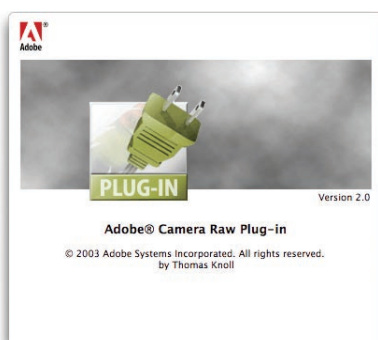 Adobe®
PLUG-IN
Version 2.0
Adobe® Camera Raw Plug-in
© 2003 Adobe Systems Incorporated. All rights reserved.
by Thomas Knoll